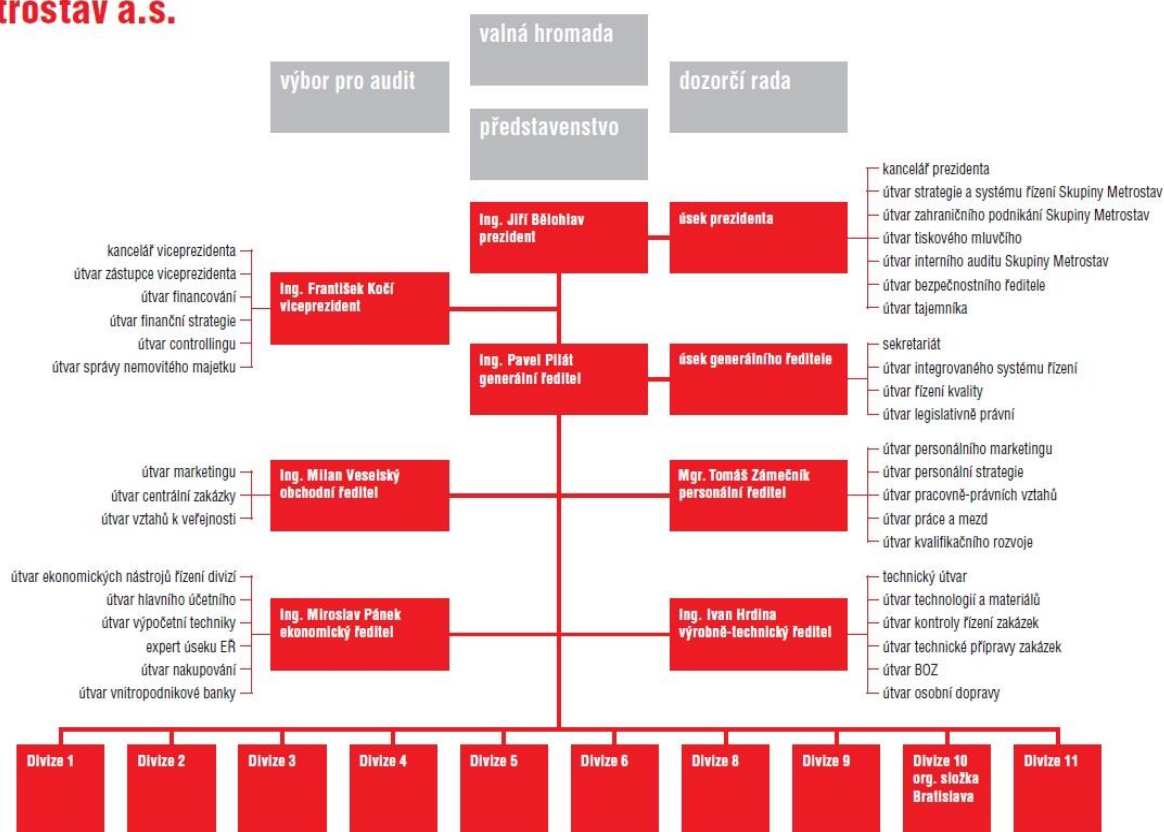 trostav a.s.
valná hromada
výbor pro audit
dozorčí rada
představenstvo
Ing. Jiří Bělohlav
prezident
úsek prezidenta
kancelář prezidenta
útvar strategie a systému řízení Skupiny Metrostav
útvar zahraničního podnikání Skupiny Metrostav
útvar tiskového mluvčího
útvar interního auditu Skupiny Metrostav
útvar bezpečnostního ředitele
útvar tajemníka
kancelář viceprezidenta
útvar zástupce viceprezidenta
útvar financování
útvar finanční strategie
útvar controllingu
útvar správy nemovitého majetku
Ing. František Kočí
viceprezident
Ing. Pavel Pilát
generální ředitel
úsek generálního ředitele
sekretariát
útvar integrovaného systému řízení
útvar řízení kvality
útvar legislativně právní
útvar marketingu
útvar centrální zakázky
útvar vztahů k veřejnosti
Ing. Milan Veselský
obchodní ředitel
Mgr. Tomáš Zámečník
personální ředitel
útvar personálního marketingu
útvar personální strategie
útvar pracovně-právních vztahů
útvar práce a mezd
útvar kvalifikačního rozvoje
útvar ekonomických nástrojů řízení divizí
útvar hlavního účetního
útvar výpočetní techniky
expert úseku EŘ
útvar nakupování
útvar vnitropodnikové banky
Ing. Miroslav Pánek
ekonomický ředitel
Ing. Ivan Hrdina
výrobně-technický ředitel
technický útvar
útvar technologií a materiálů
útvar kontroly řízení zakázek
útvar technické přípravy zakázek
útvar BOZ
útvar osobní dopravy
Divize 1
Divize 2
Divize 3
Divize 4
Divize 5
Divize 6
Divize 8
Divize 9
Divize 10
org. složka
Bratislava
Divize 11